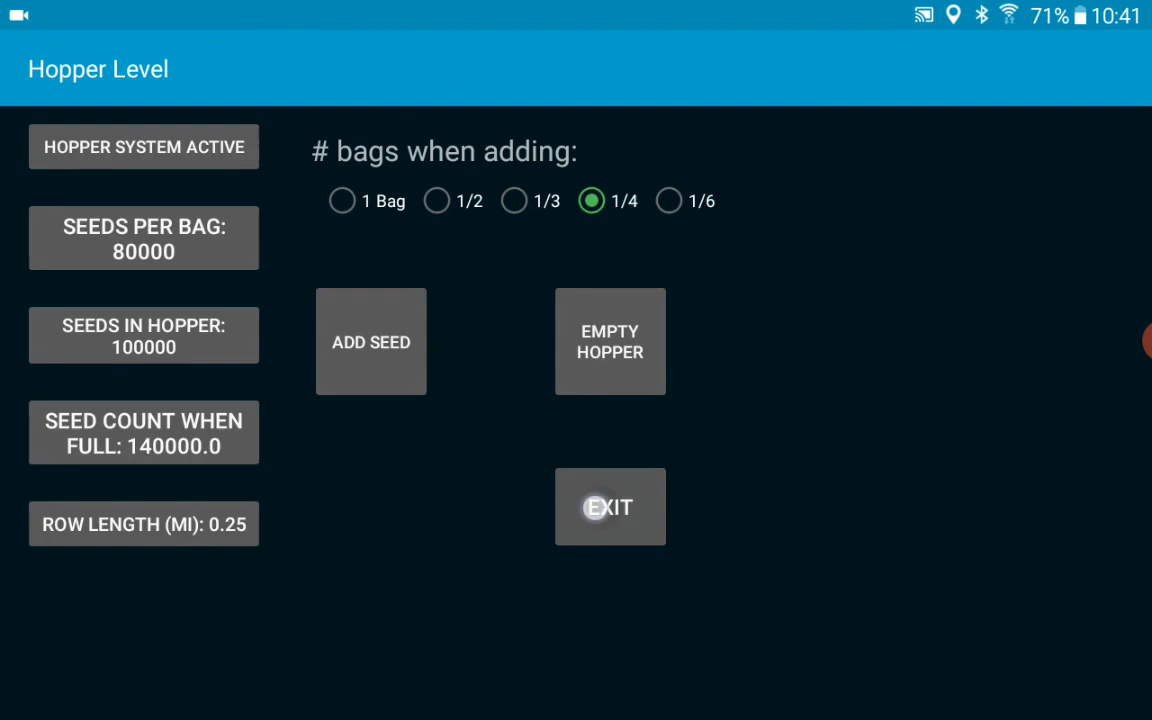 71% 10:41
Hopper Level
HOPPER SYSTEM ACTIVE
# bags when adding:
1 Bag 1/2 1/3 1/4 1/6
SEEDS PER BAG:
80000
SEEDS IN HOPPER:
100000
ADD SEED
EMPTY
HOPPER
SEED COUNT WHEN
FULL: 140000.0
EXIT
ROW LENGTH (MI): 0.25